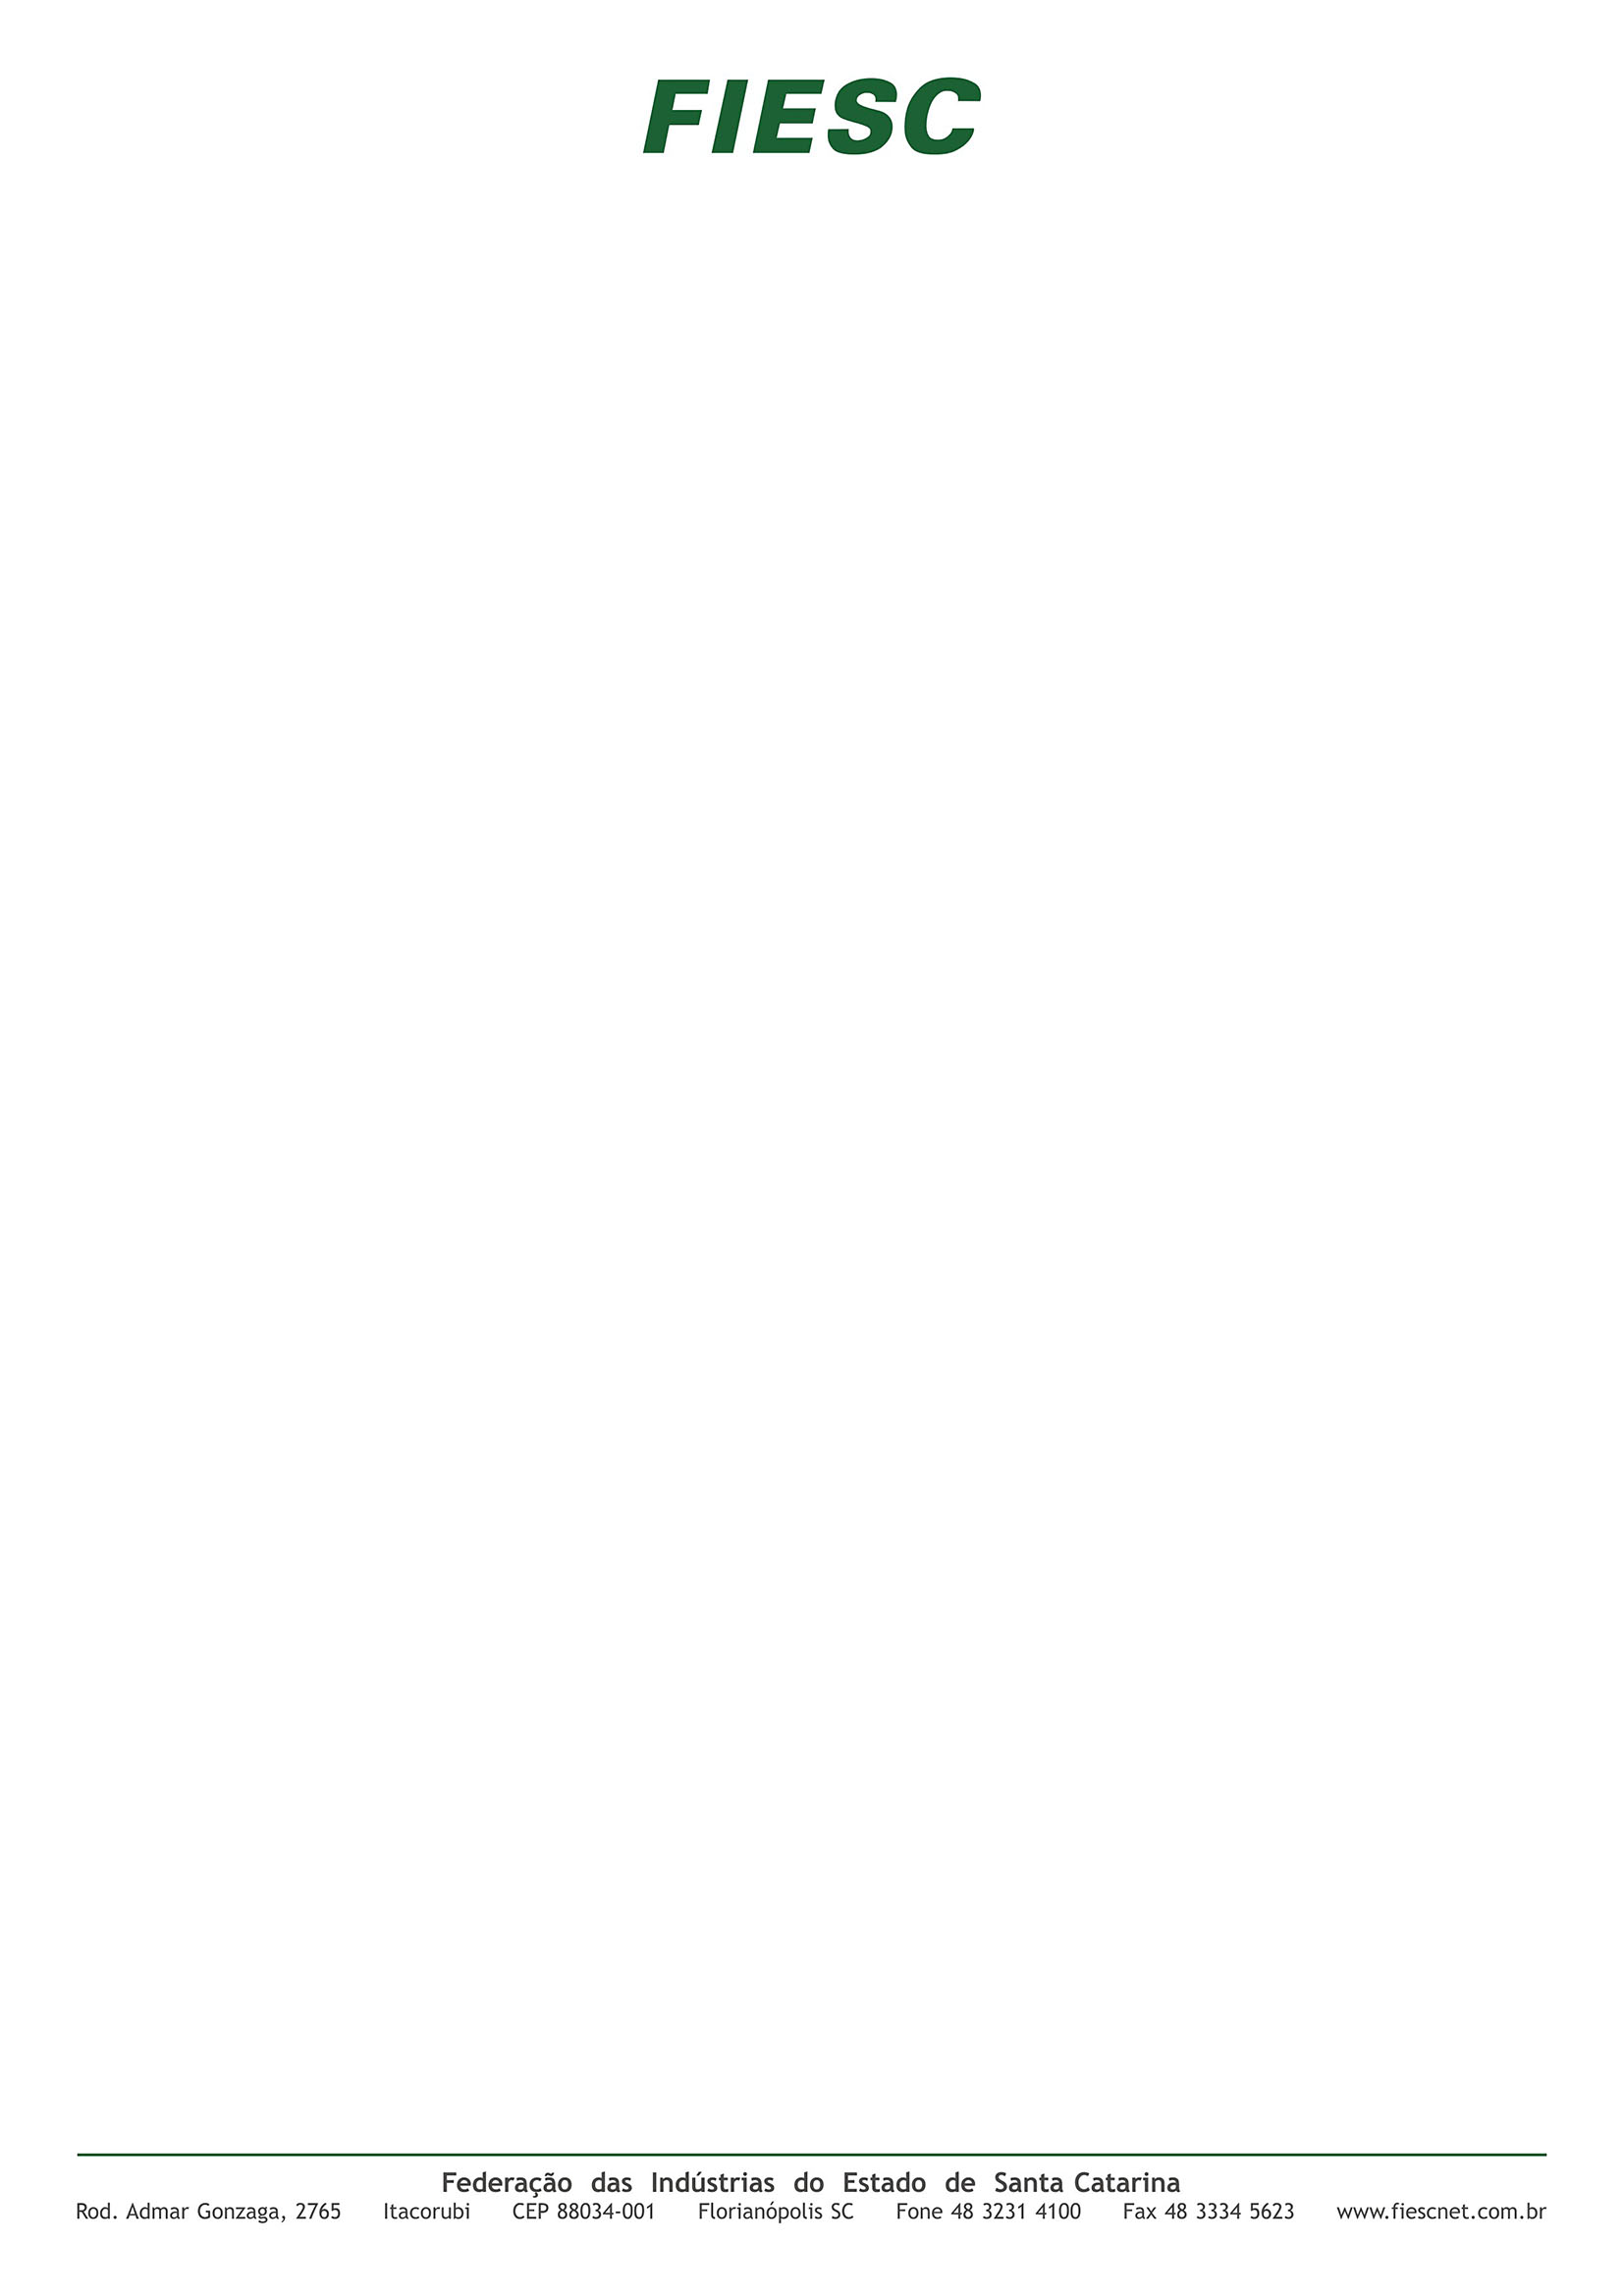 FIESC
Federação das Indústrias do Estado de Santa Catarina
Rod. Admar Gonzaga, 2765 Itacorubi CEP 88034-001 Florianópolis SC Fone 48 3231 4100 Fax 48 3334 5623 www.fiescnet.com.br